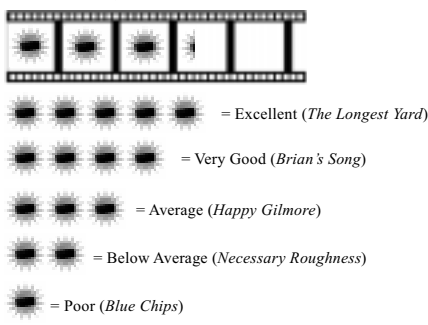 = Excellent (The Longest Yard)
= Very Good (Brian's Song)
= Average (Happy Gilmore)
= Below Average (Necessary Roughness)
= Poor (Blue Chips)